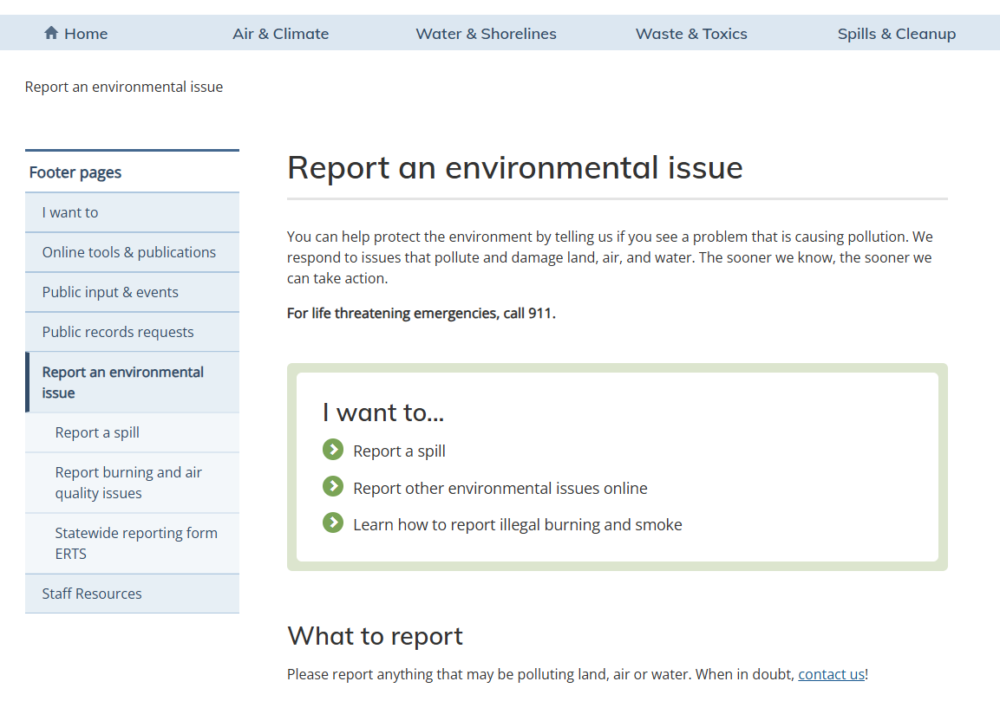 Home
Air & Climate
Water & Shorelines
Waste & Toxics
Spills & Cleanup
Report an environmental issue
Footer pages
I want to
Online tools & publications
Public input & events
Public records requests
Report an environmental
issue
Report a spill
Report burning and air
quality issues
Statewide reporting form
ERTS
Staff Resources
Report an environmental issue
You can help protect the environment by telling us if you see a problem that is causing pollution. We
respond to issues that pollute and damage land, air, and water. The sooner we know, the sooner we
can take action.
For life threatening emergencies, call 911.
I want to...
Report a spill
Report other environmental issues online
Learn how to report illegal burning and smoke
What to report
Please report anything that may be polluting land, air or water. When in doubt, contact us!